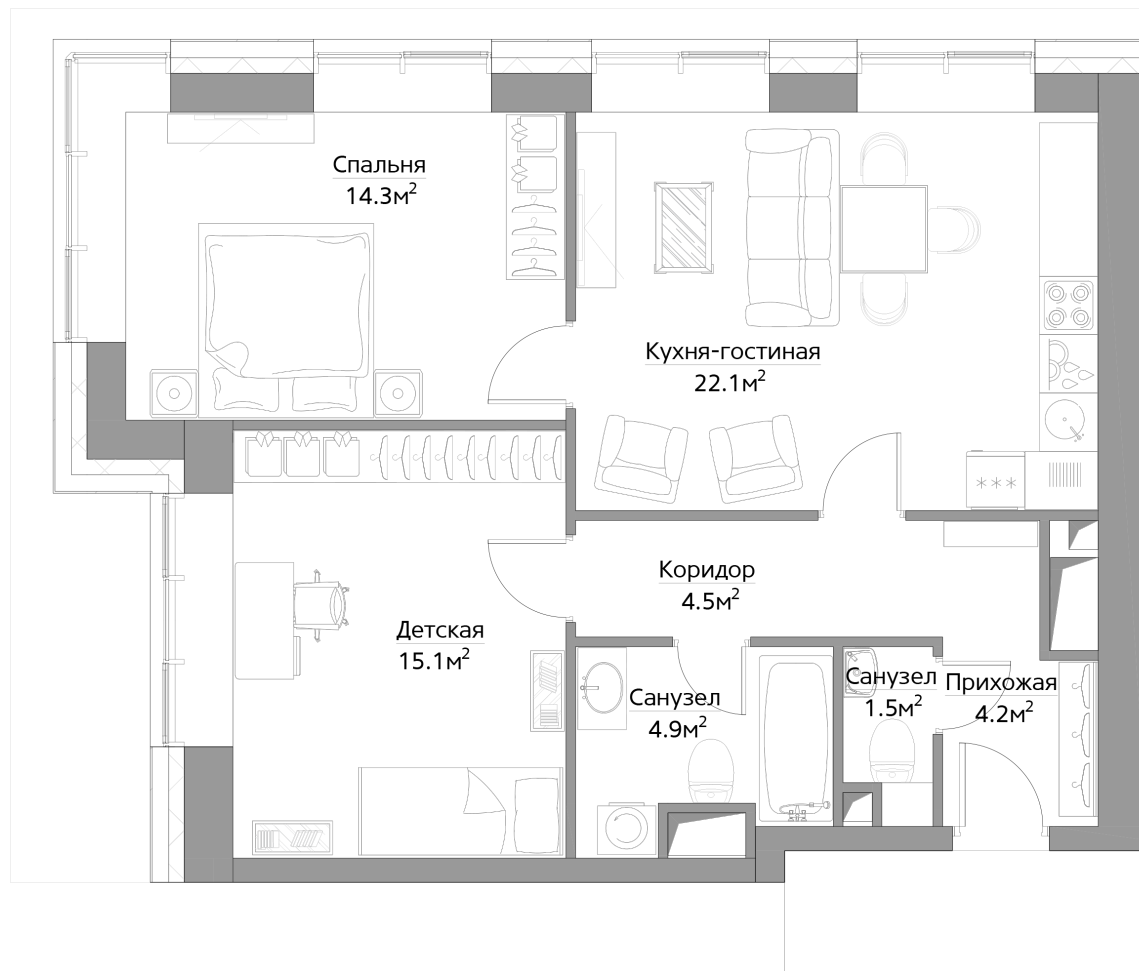 Спальня
14.3м²
Кухня-гостиная
22.1м²
Коридор
4.5м²
Детская
15.1м²
Санузел
4.9м²
Санузел
1.5м²
Прихожая
4.2м²